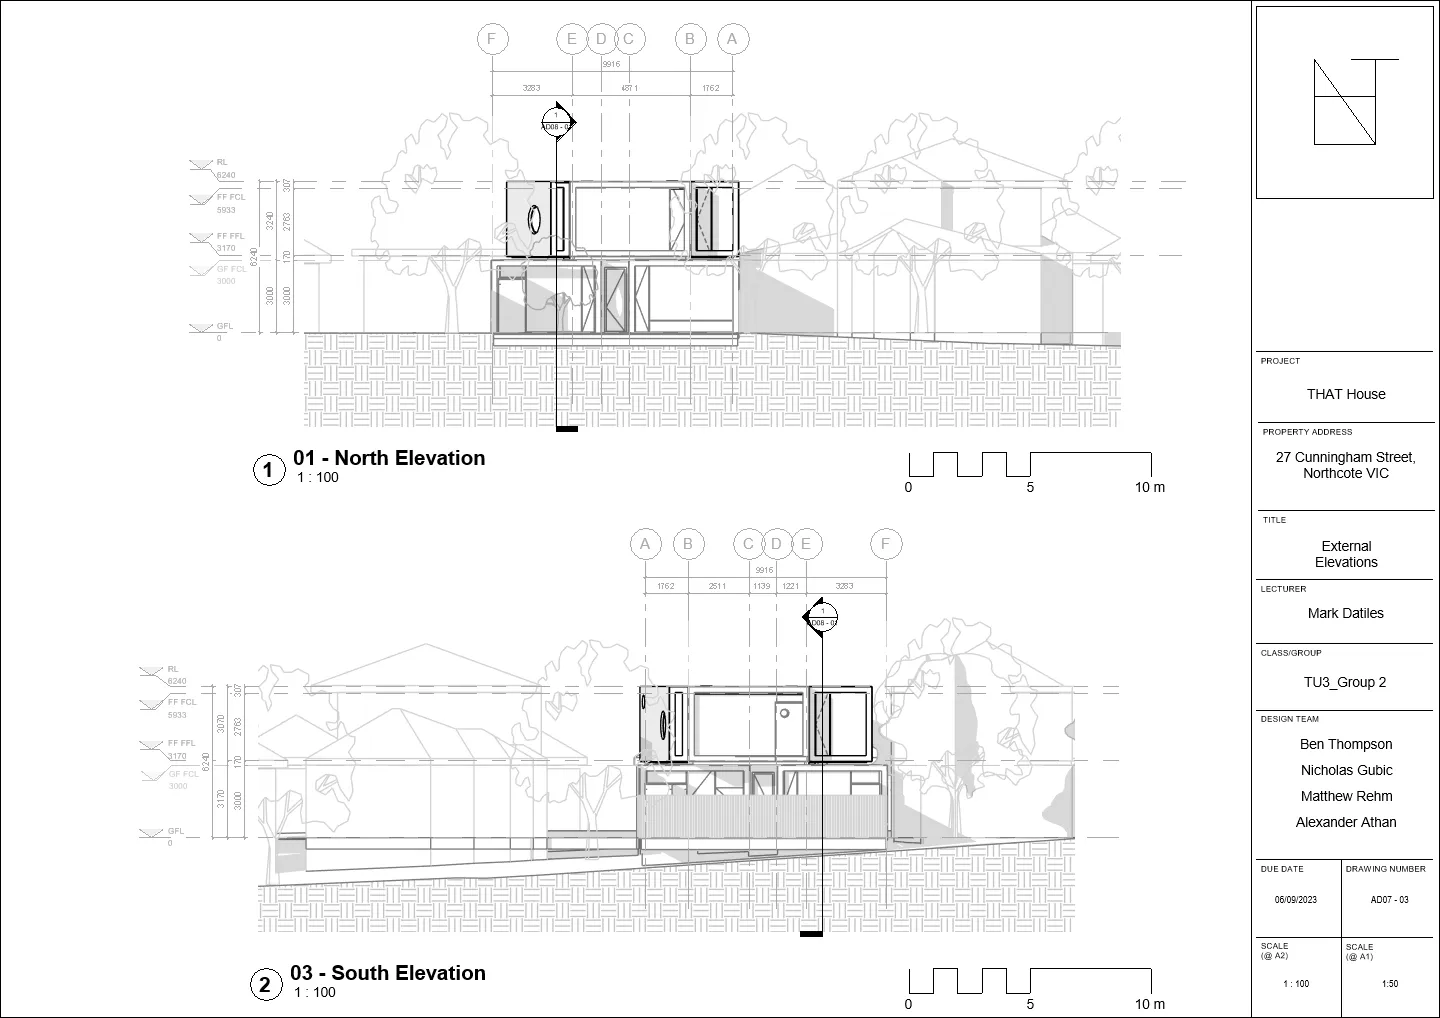 F E D C B A
9916
3283 4871 1762
1
AD08 - 03
RL
6240
FF FCL
5933
FF FFL
3170
GF FCL
3000
GFL
0
6240
3240
3000
307
2763
170
3000
1
01 - North Elevation
1 : 100
0 5 10 m
A B C D E F
9916
1762 2511 1139 1221 3283
1
RL
6240
FF FCL
5933
FF FFL
3170
GF FCL
3000
GFL
0
6240
3070
3170
307
2763
170
3000
2
03 - South Elevation
1 : 100
0 5 10 m
PROJECT
THAT House
PROPERTY ADDRESS
27 Cunningham Street,
Northcote VIC
TITLE
External
Elevations
LECTURER
Mark Datiles
CLASS/GROUP
TU3_Group 2
DESIGN TEAM
Ben Thompson
Nicholas Gubic
Matthew Rehm
Alexander Athan
DUE DATE
06/09/2023
DRAWING NUMBER
AD07 - 03
SCALE
(@ A2)
1 : 100
SCALE
(@ A1)
1:50